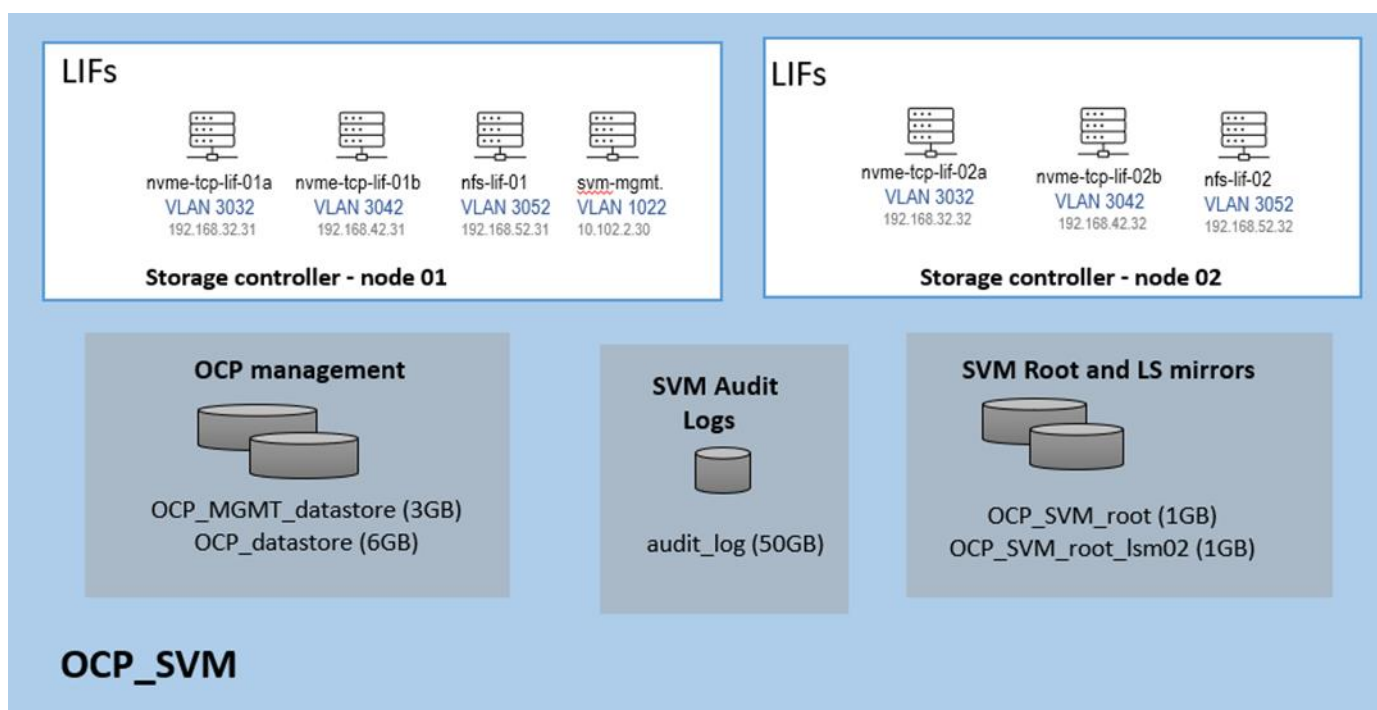 LIFs
nvme-tcp-lif-01a
VLAN 3032
192.168.32.31
nvme-tcp-lif-01b
VLAN 3042
192.168.42.31
nfs-lif-01
VLAN 3052
192.168.52.31
svm-mgmt.
VLAN 1022
10.102.2.30
Storage controller - node 01
LIFs
nvme-tcp-lif-02a
VLAN 3032
192.168.32.32
nvme-tcp-lif-02b
VLAN 3042
192.168.42.32
nfs-lif-02
VLAN 3052
192.168.52.32
Storage controller - node 02
OCP management
OCP_MGMT_datastore (3GB)
OCP_datastore (6GB)
SVM Audit
Logs
audit_log (50GB)
SVM Root and LS mirrors
OCP_SVM_root (1GB)
OCP_SVM_root_lsm02 (1GB)
OCP_SVM